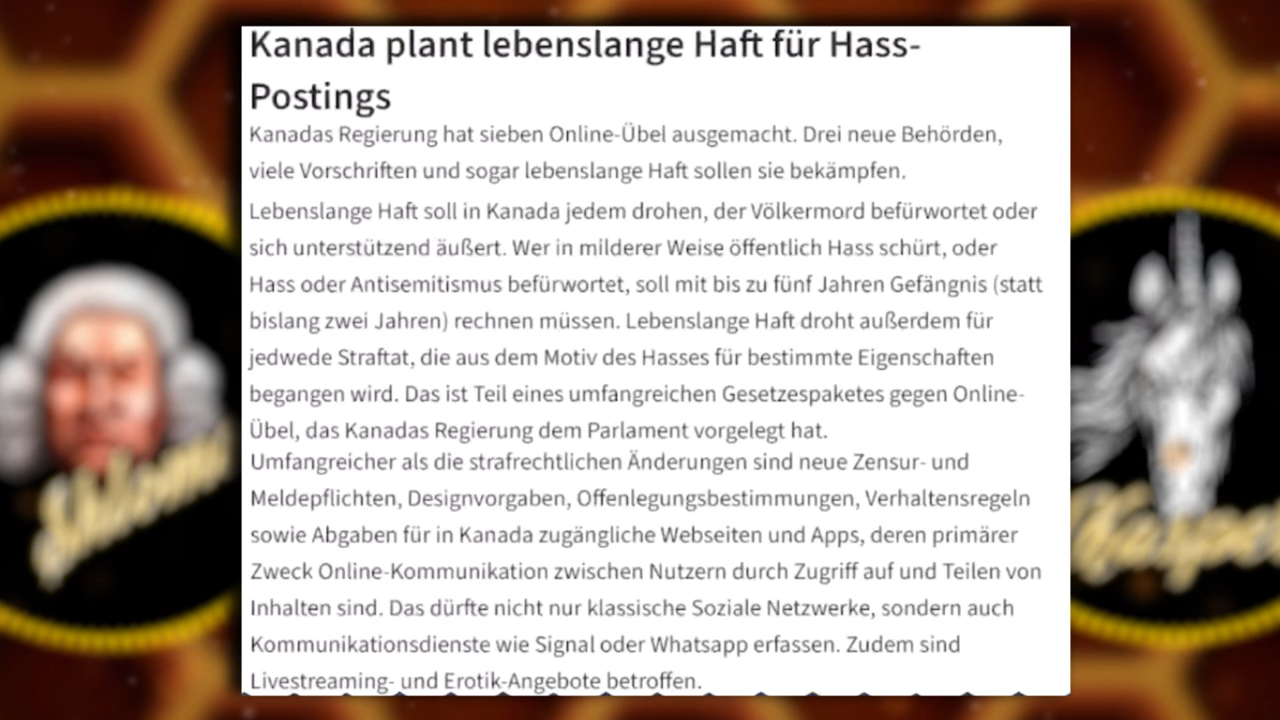 Kanada plant lebenslange Haft für Hass-
Postings
Kanadas Regierung hat sieben Online-Übel ausgemacht. Drei neue Behörden,
viele Vorschriften und sogar lebenslange Haft sollen sie bekämpfen.
Lebenslange Haft soll in Kanada jedem drohen, der Völkermord befürwortet oder
sich unterstützend äußert. Wer in milderer Weise öffentlich Hass schürt, oder
Hass oder Antisemitismus befürwortet, soll mit bis zu fünf Jahren Gefängnis (statt
bislang zwei Jahren) rechnen müssen. Lebenslange Haft droht außerdem für
jedwede Straftat, die aus dem Motiv des Hasses für bestimmte Eigenschaften
begangen wird. Das ist Teil eines umfangreichen Gesetzespaketes gegen Online-
Übel, das Kanadas Regierung dem Parlament vorgelegt hat.
Umfangreicher als die strafrechtlichen Änderungen sind neue Zensur- und
Meldepflichten, Designvorgaben, Offenlegungsbestimmungen, Verhaltensregeln
sowie Abgaben für in Kanada zugängliche Webseiten und Apps, deren primärer
Zweck Online-Kommunikation zwischen Nutzern durch Zugriff auf und Teilen von
Inhalten sind. Das dürfte nicht nur klassische Soziale Netzwerke, sondern auch
Kommunikationsdienste wie Signal oder Whatsapp erfassen. Zudem sind
Livestreaming- und Erotik-Angebote betroffen.